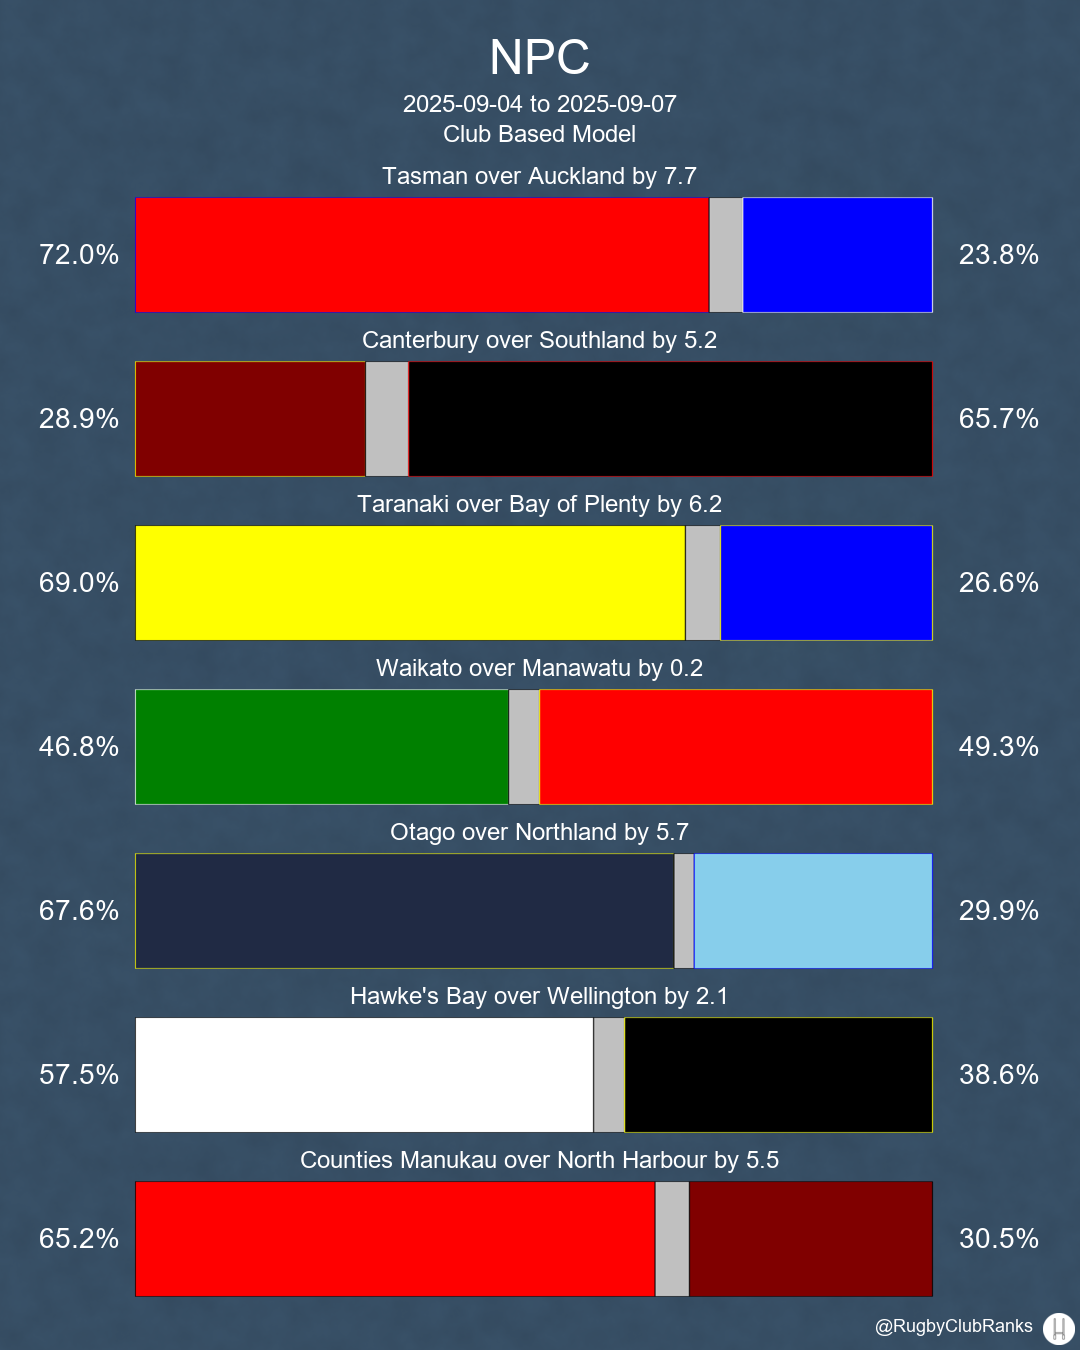 NPC
2025-09-04 to 2025-09-07
Club Based Model
Tasman over Auckland by 7.7
72.0% 23.8%
Canterbury over Southland by 5.2
28.9% 65.7%
Taranaki over Bay of Plenty by 6.2
69.0% 26.6%
Waikato over Manawatu by 0.2
46.8% 49.3%
Otago over Northland by 5.7
67.6% 29.9%
Hawke's Bay over Wellington by 2.1
57.5% 38.6%
Counties Manukau over North Harbour by 5.5
65.2% 30.5%
@RugbyClubRanks